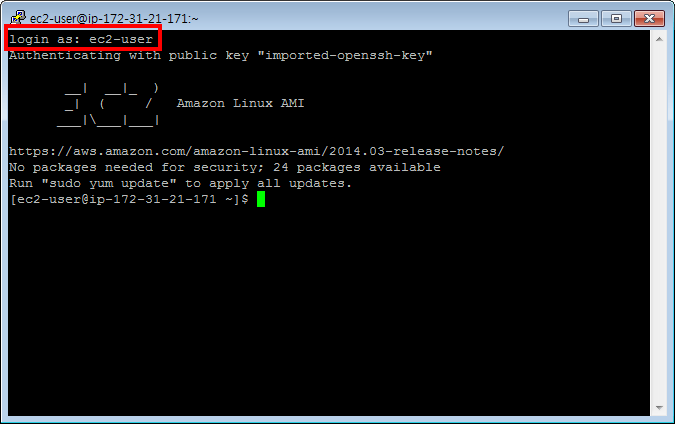 ec2-user@ip-172-31-21-171:~
login as: ec2-user
Authenticating with public key "imported-openssh-key"
       __|  __|_  )
       _|  (     /   Amazon Linux AMI
      ___|\___|___|
https://aws.amazon.com/amazon-linux-ami/2014.03-release-notes/
No packages needed for security; 24 packages available
Run "sudo yum update" to apply all updates.
[ec2-user@ip-172-31-21-171 ~]$